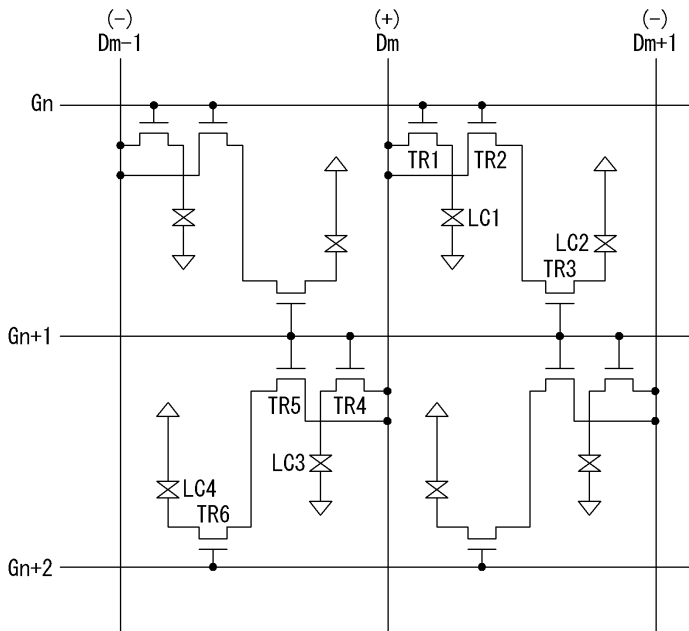 (-) (+) (-)
Dm-1 Dm Dm+1
Gn
TR1 TR2
LC1 LC2
TR3
Gn+1
TR5 TR4
LC3
LC4
TR6
Gn+2